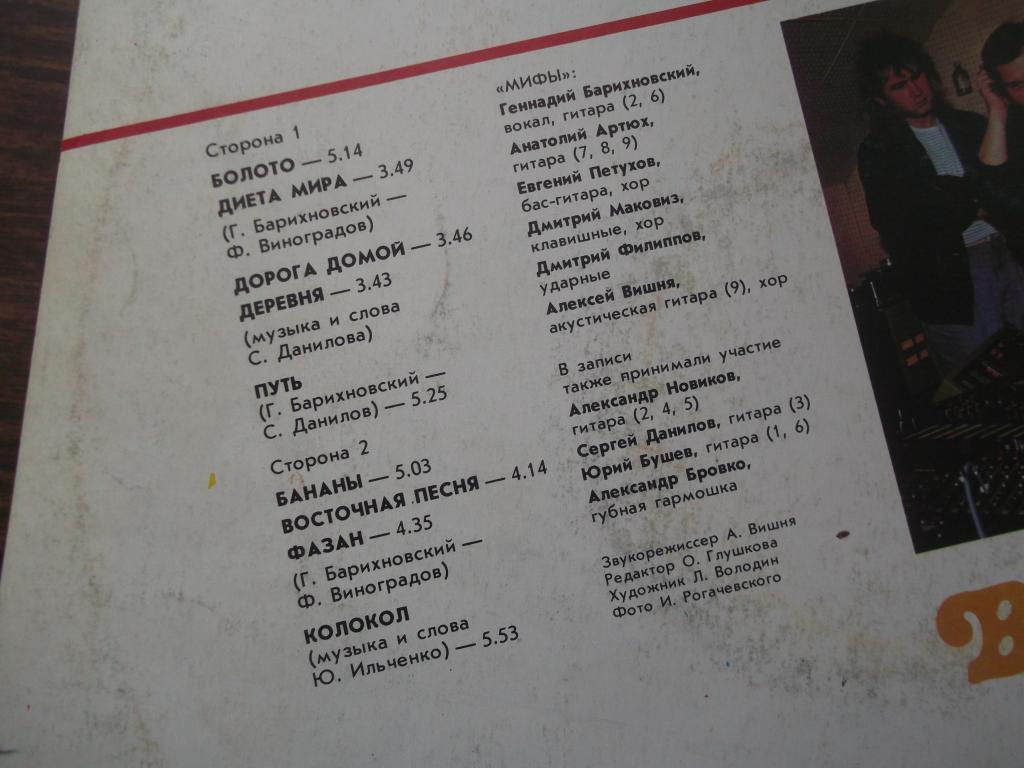 Сторона 1
БОЛОТО — 5.14
ДИЕТА МИРА — 3.49
(Г. Барихновский —
Ф. Виноградов)
ДОРОГА ДОМОЙ — 3.46
ДЕРЕВНЯ — 3.43
(музыка и слова
С. Данилова)
ПУТЬ
(Г. Барихновский —
С. Данилов) — 5.25
Сторона 2
БАНАНЫ — 5.03
ВОСТОЧНАЯ ПЕСНЯ — 4.14
ФАЗАН — 4.35
(Г. Барихновский —
Ф. Виноградов)
КОЛОКОЛ
(музыка и слова
Ю. Ильченко) — 5.53
«МИФЫ»:
Геннадий Барихновский,
вокал, гитара (2, 6)
Анатолий Артюх,
гитара (7, 8, 9)
Евгений Петухов,
бас-гитара, хор
Дмитрий Маковиз,
клавишные, хор
Дмитрий Филиппов,
ударные
Алексей Вишня,
акустическая гитара (9), хор
В записи
также принимали участие
Александр Новиков,
гитара (2, 4, 5)
Сергей Данилов, гитара (3)
Юрий Бушев, гитара (1, 6)
Александр Бровко,
губная гармошка
Звукорежиссер А. Вишня
Редактор О. Глушкова
Художник Л. Володин
Фото И. Рогачевского
В